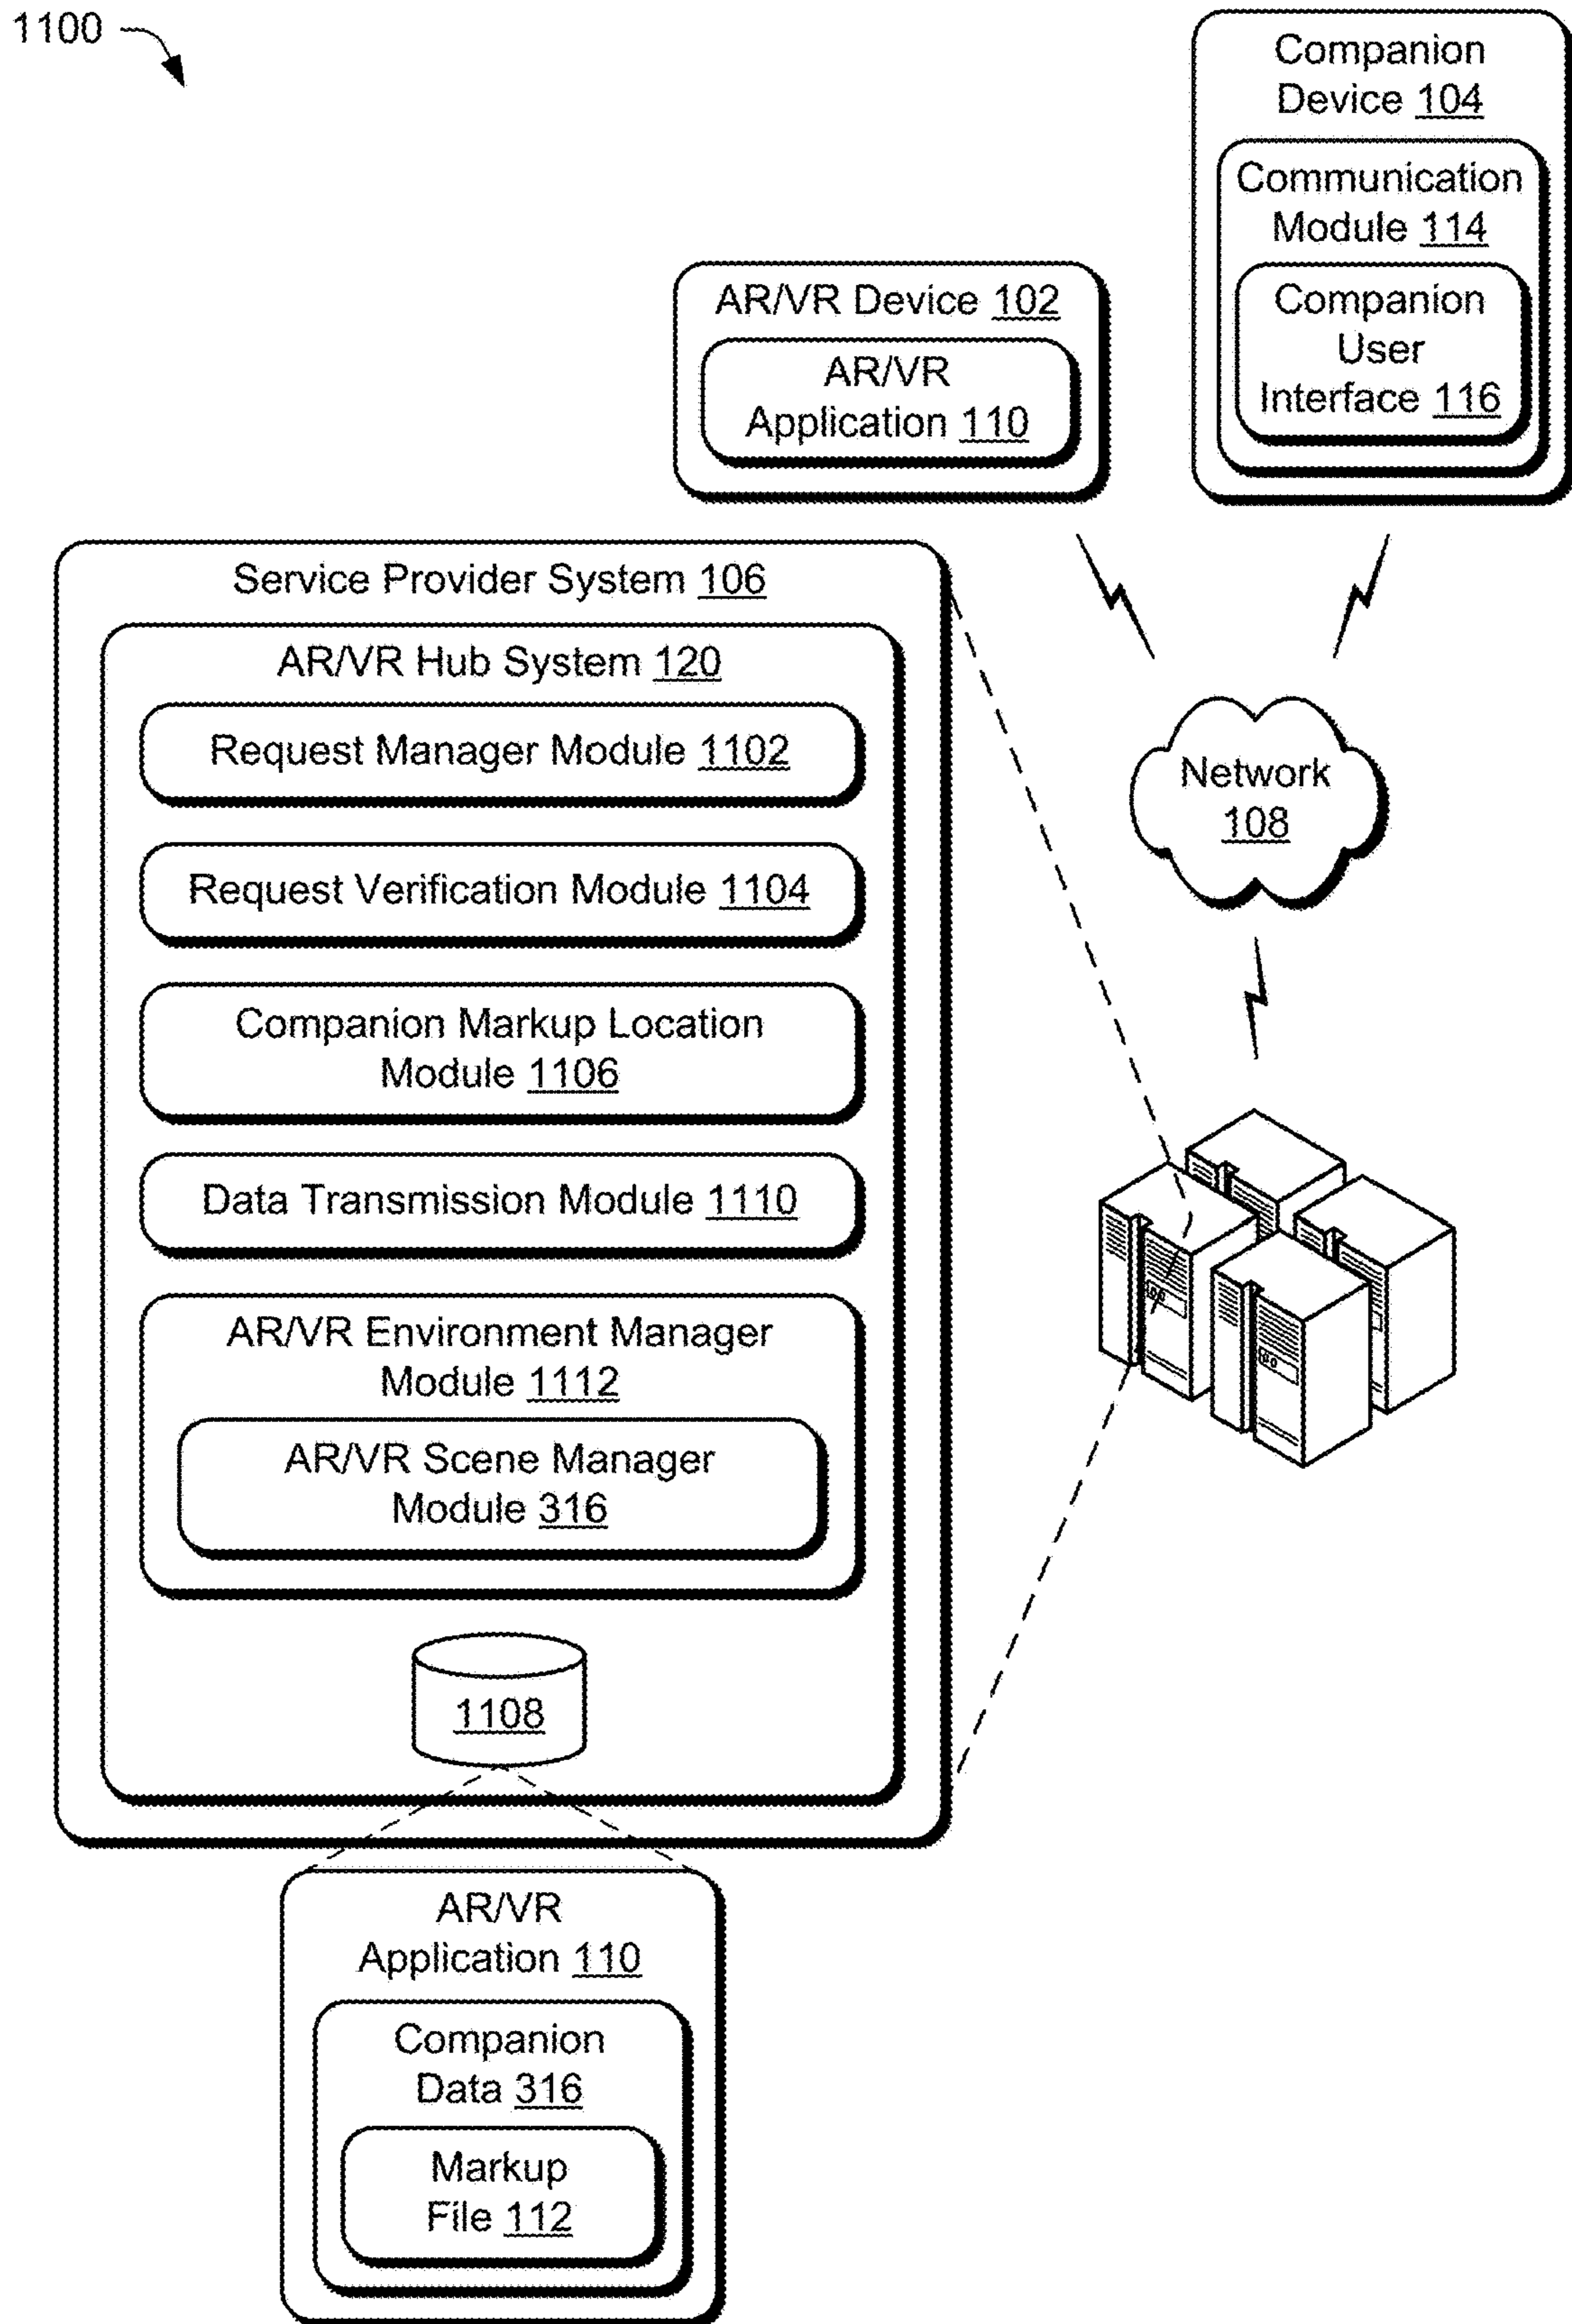 1100
Companion
Device 104
Communication
Module 114
Companion
User
Interface 116
AR/VR Device 102
AR/VR
Application 110
Service Provider System 106
AR/VR Hub System 120
Request Manager Module 1102
Request Verification Module 1104
Companion Markup Location
Module 1106
Data Transmission Module 1110
AR/VR Environment Manager
Module 1112
AR/VR Scene Manager
Module 316
1108
Network
108
AR/VR
Application 110
Companion
Data 316
Markup
File 112